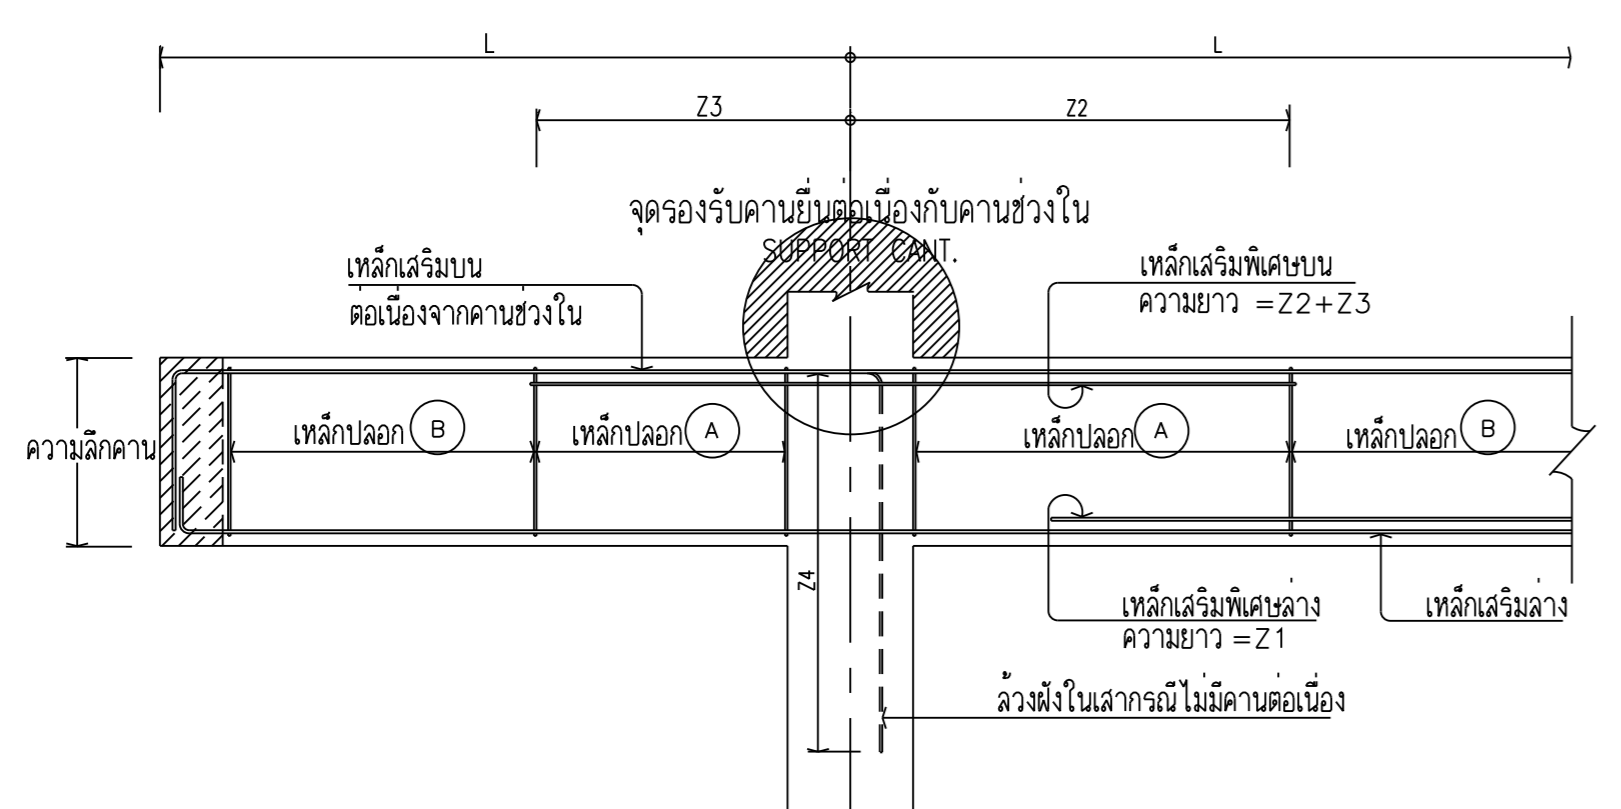 L
L
Z3
Z2
จุดรองรับคานยื่นต่อเนื่องกับคานช่วงใน
SUPPORT CANT.
เหล็กเสริมบน
ต่อเนื่องจากคานช่วงใน
เหล็กเสริมพิเศษบน
ความยาว =Z2+Z3
ความลึกคาน
เหล็กปลอก B
เหล็กปลอก A
เหล็กปลอก A
เหล็กปลอก B
Z4
เหล็กเสริมพิเศษล่าง
ความยาว =Z1
เหล็กเสริมล่าง
ล้วงฝังในเสากรณีไม่มีคานต่อเนื่อง